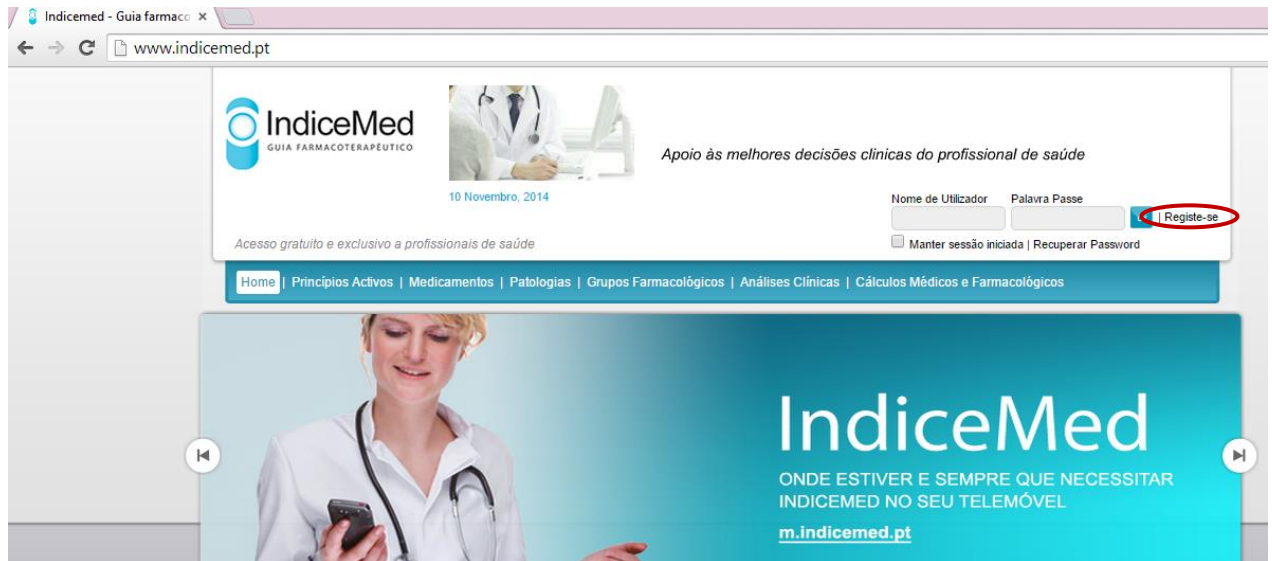 Indicemed - Guia farmaco
www.indicemed.pt
IndiceMed
GUIA FARMACOTERAPÊUTICO
Apoio às melhores decisões clinicas do profissional de saúde
10 Novembro, 2014
Nome de Utilizador Palavra Passe
| Registe-se
Acesso gratuito e exclusivo a profissionais de saúde
Manter sessão iniciada | Recuperar Password
Home | Princípios Activos | Medicamentos | Patologias | Grupos Farmacológicos | Análises Clínicas | Cálculos Médicos e Farmacológicos
IndiceMed
ONDE ESTIVER E SEMPRE QUE NECESSITAR
INDICEMED NO SEU TELEMÓVEL
m.indicemed.pt